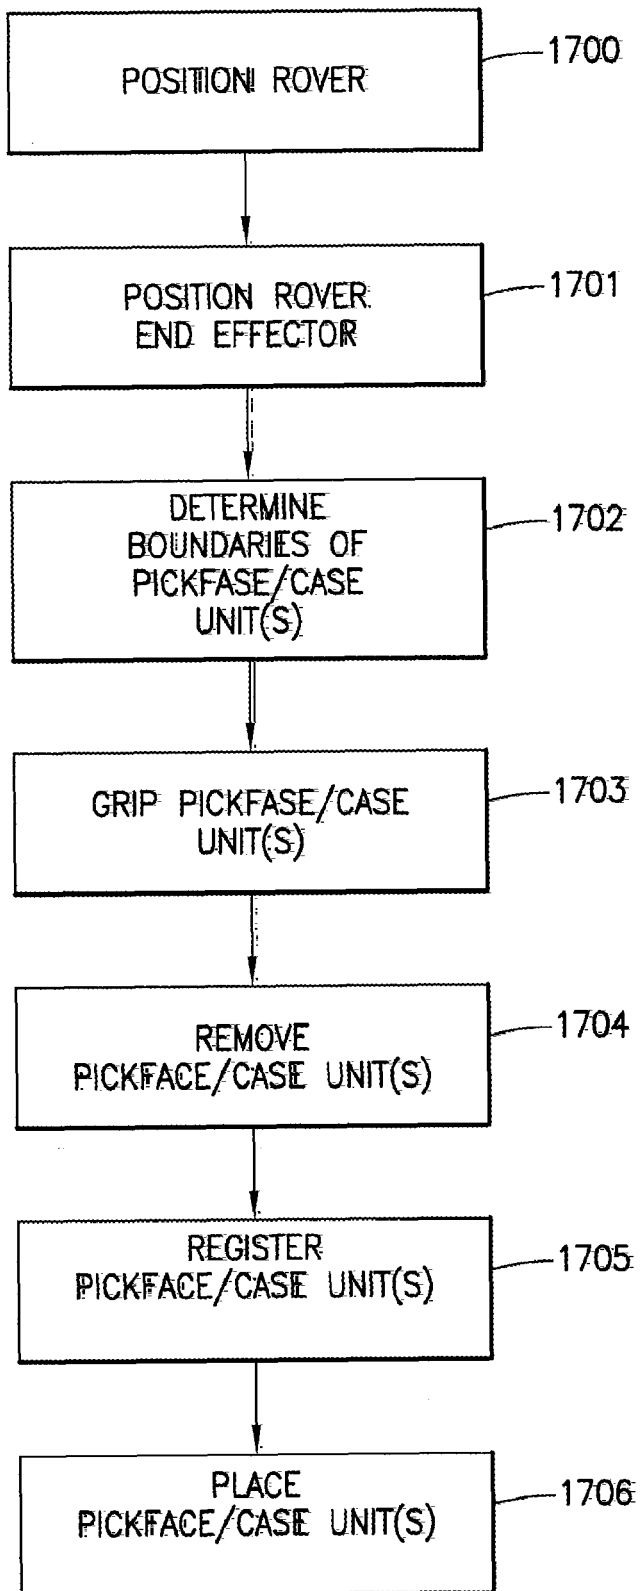 POSITION ROVER
1700
POSITION ROVER
END EFFECTOR
1701
DETERMINE
BOUNDARIES OF
PICKFASE/CASE
UNIT(S)
1702
GRIP PICKFASE/CASE
UNIT(S)
1703
REMOVE
PICKFACE/CASE UNIT(S)
1704
REGISTER
PICKFACE/CASE UNIT(S)
1705
PLACE
PICKFACE/CASE UNIT(S)
1706